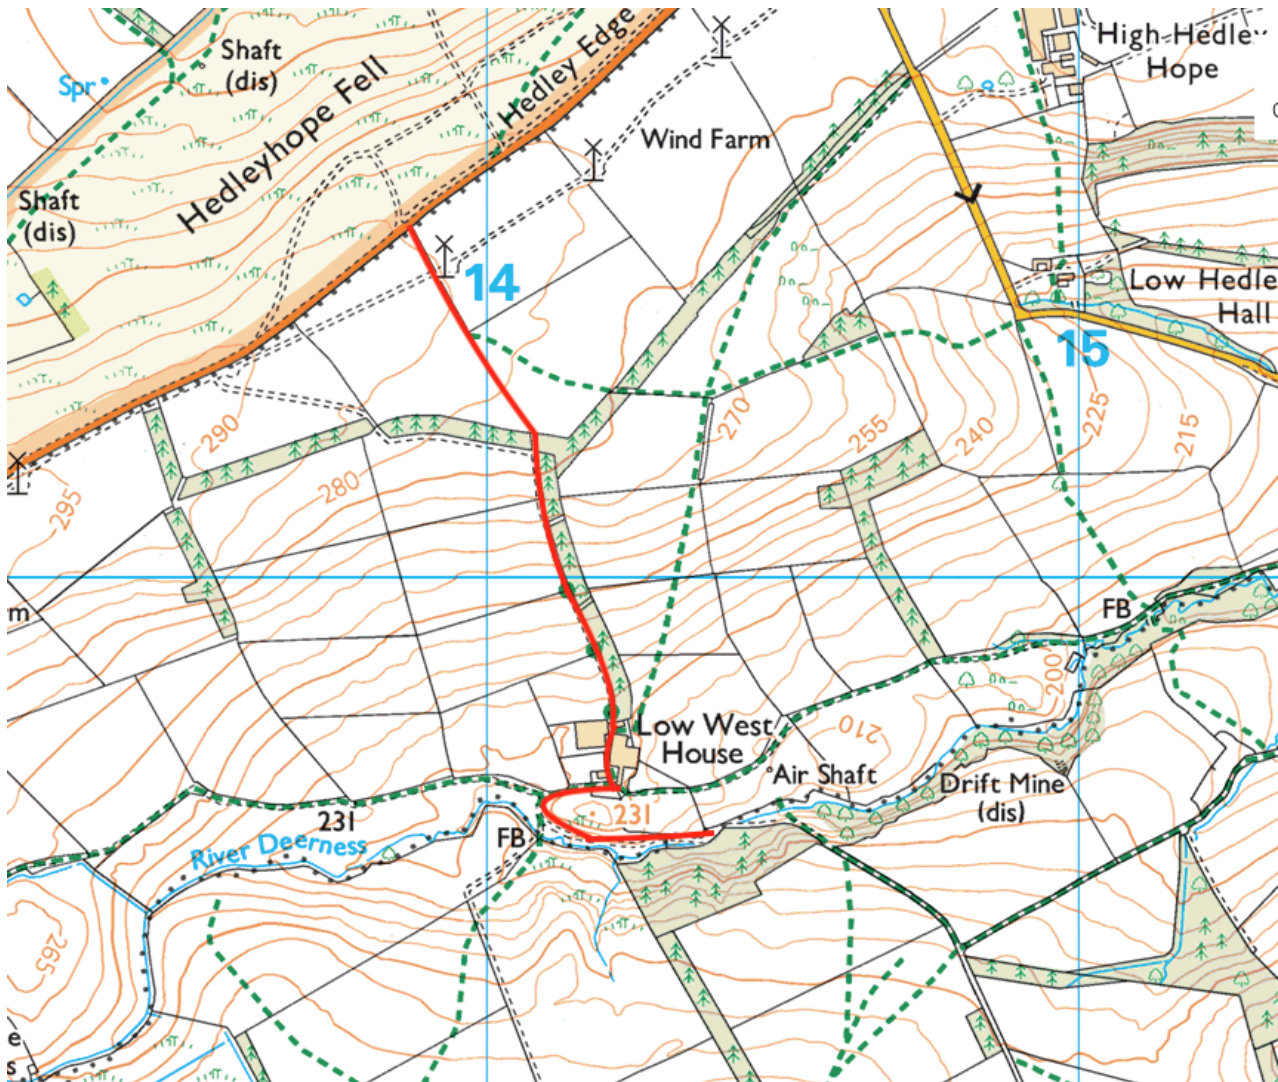 Shaft
(dis)
Spr
Hedley Edge
High Hedle
Hope
Hedleyhope Fell
Wind Farm
Shaft
(dis)
14
Low Hedle
Hall
15
290
270
255
240
225
215
280
295
m
FB
200
Low West
House
210
Air Shaft
Drift Mine
(dis)
231
231
FB
River Deerness
265
e
s